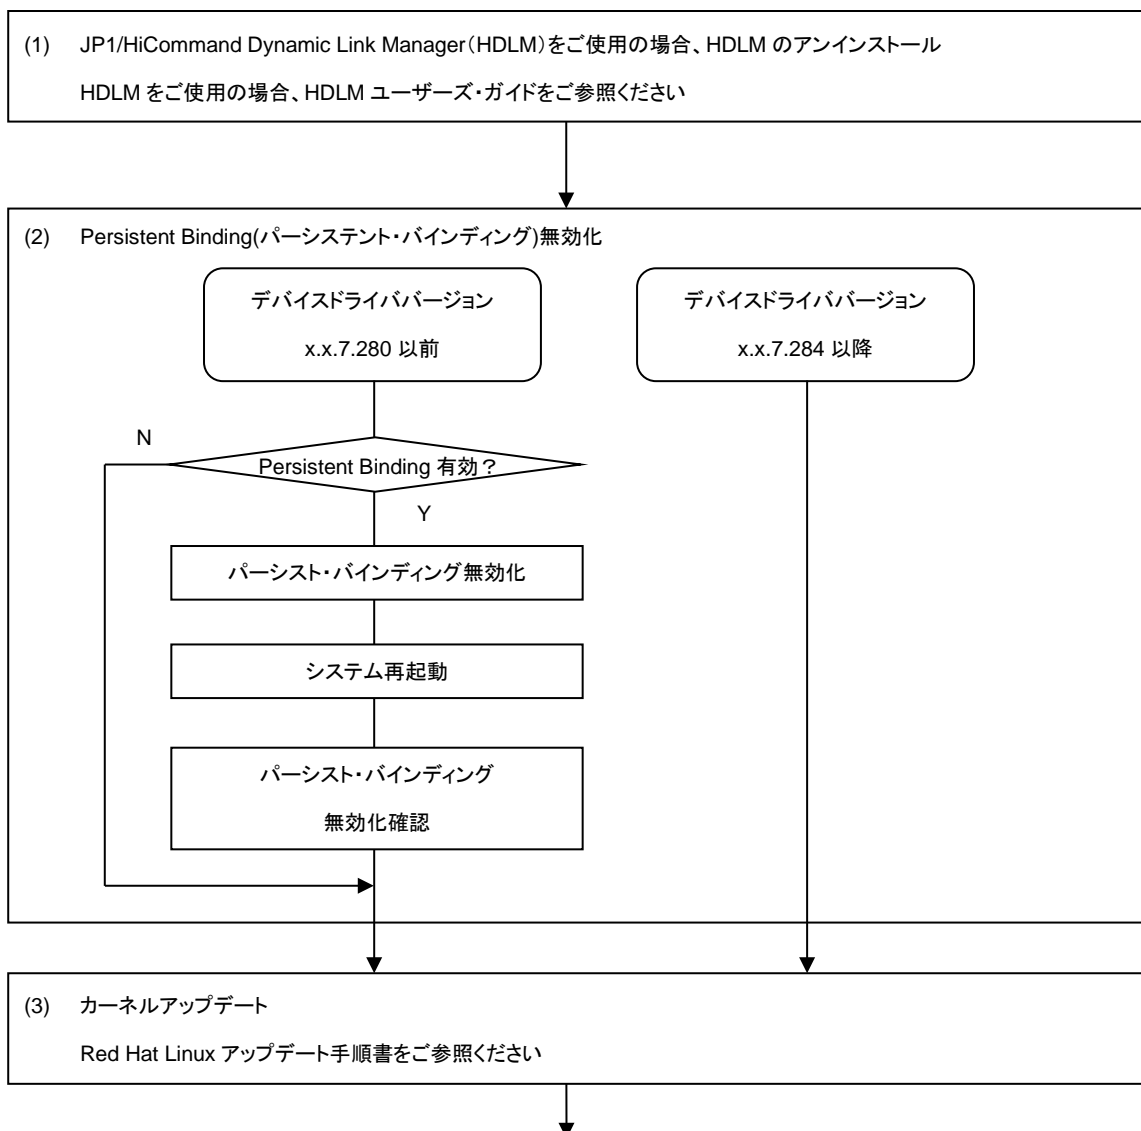 (1) JP1/HiCommand Dynamic Link Manager（HDLM）をご使用の場合、HDLM のアンインストール
HDLM をご使用の場合、HDLM ユーザーズ・ガイドをご参照ください
(2) Persistent Binding(パーシステント・バインディング)無効化
デバイスドライババージョン
x.x.7.280 以前
デバイスドライババージョン
x.x.7.284 以降
N
Persistent Binding 有効？
Y
パーシスト・バインディング無効化
システム再起動
パーシスト・バインディング
無効化確認
(3) カーネルアップデート
Red Hat Linux アップデート手順書をご参照ください